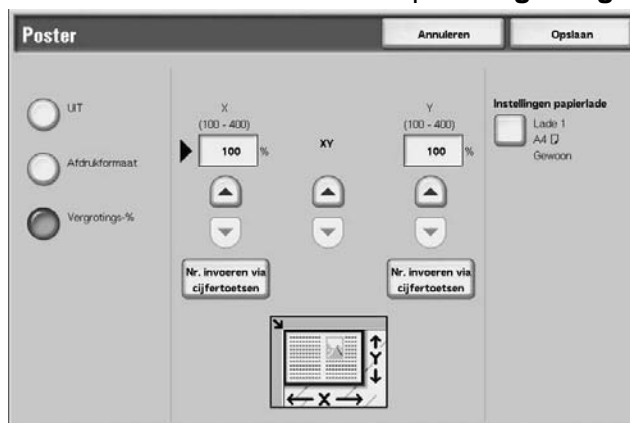 Poster
Annuleren
Opslaan
UIT
Afdrukformaat
Vergrotings-%
X
(100 - 400)
100 %
XY
Y
(100 - 400)
100 %
Nr. invoeren via
cijfertoetsen
Nr. invoeren via
cijfertoetsen
Instellingen papierlade
Lade 1
A4
Gewoon
Y
X